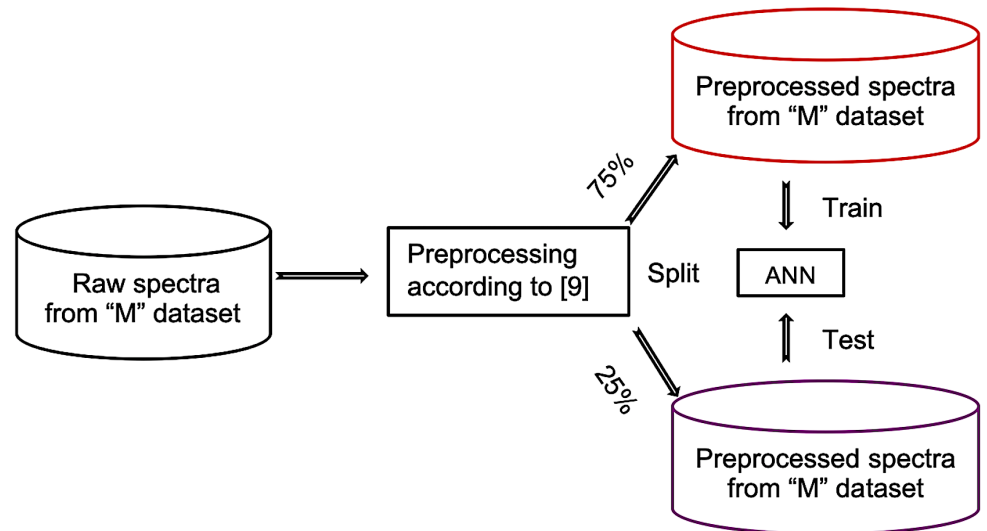 Raw spectra
from “M” dataset
Preprocessing
according to [9]
75%
Split
25%
Preprocessed spectra
from “M” dataset
Train
ANN
Test
Preprocessed spectra
from “M” dataset